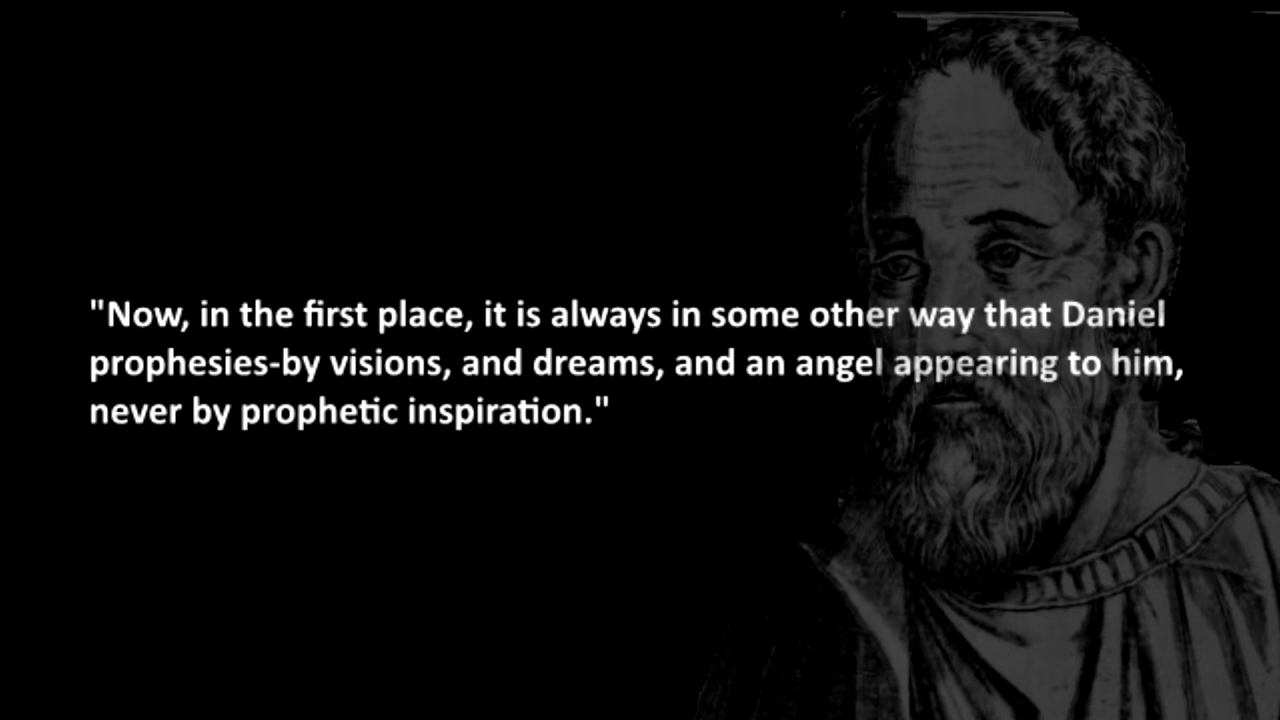 "Now, in the first place, it is always in some other way that Daniel
prophesies-by visions, and dreams, and an angel appearing to him,
never by prophetic inspiration."